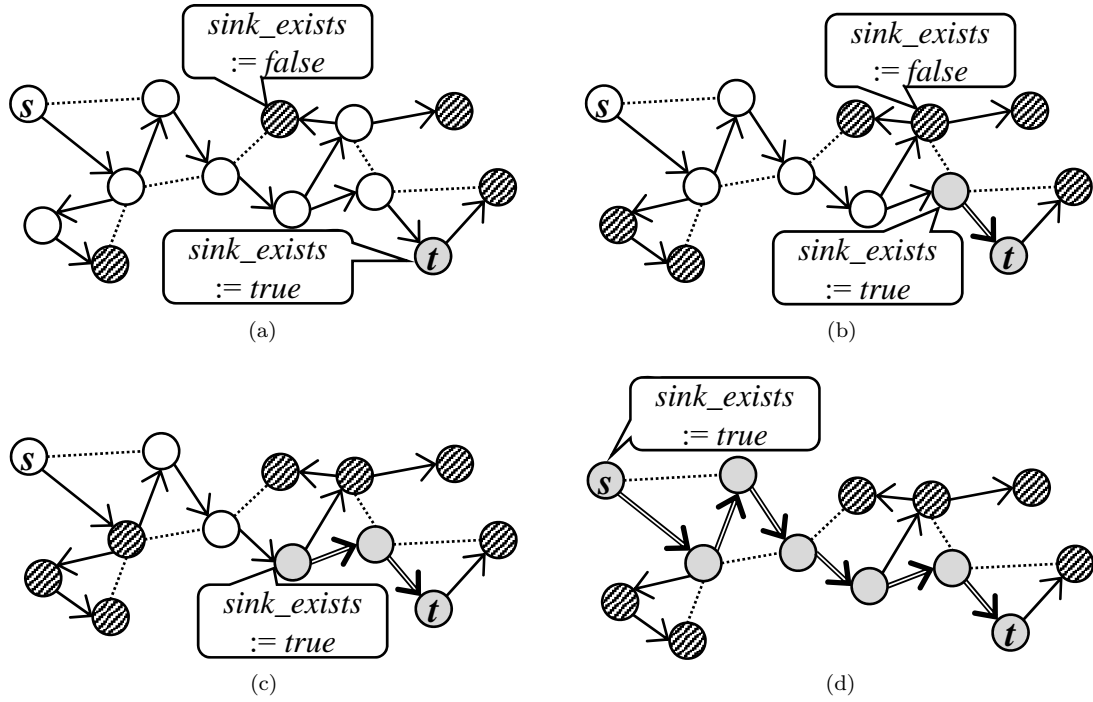 sink_exists
:= false
s
sink_exists
:= true
t
(a)
sink_exists
:= false
s
sink_exists
:= true
t
(b)
s
sink_exists
:= true
t
(c)
sink_exists
:= true
s
t
(d)